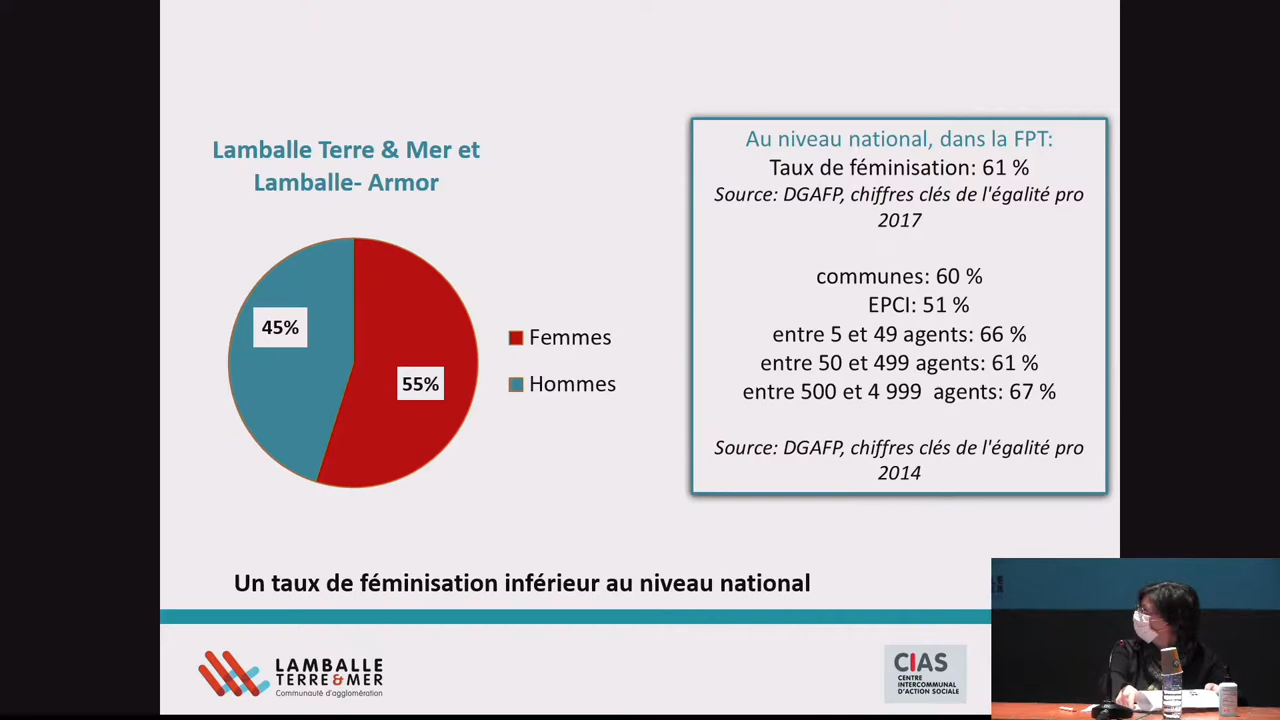 Lamballe Terre & Mer et
Lamballe- Armor
45%
55%
Femmes
Hommes
Au niveau national, dans la FPT:
Taux de féminisation: 61 %
Source: DGAFP, chiffres clés de l'égalité pro
2017
communes: 60 %
EPCI: 51 %
entre 5 et 49 agents: 66 %
entre 50 et 499 agents: 61 %
entre 500 et 4 999 agents: 67 %
Source: DGAFP, chiffres clés de l'égalité pro
2014
Un taux de féminisation inférieur au niveau national
LAMBALLE
TERRE & MER
Communauté d'agglomération
CIAS
CENTRE
INTERCOMMUNAL
D'ACTION SOCIALE